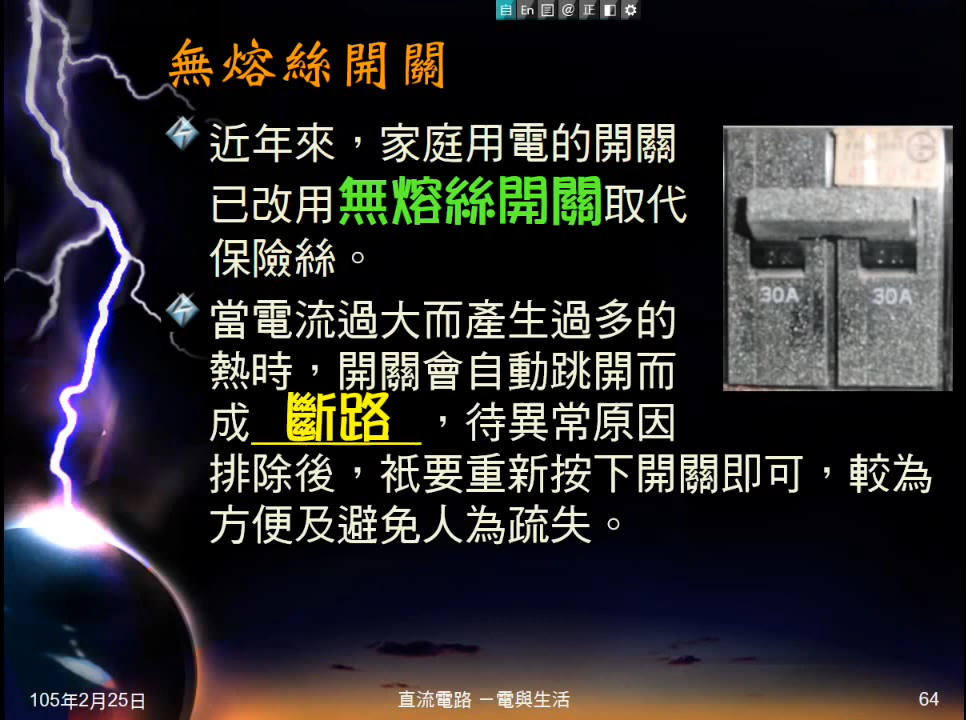 自 En @ 正
無熔絲開關
近年來，家庭用電的開關
已改用無熔絲開關取代
保險絲。
當電流過大而產生過多的
熱時，開關會自動跳開而
成 斷路 ，待異常原因
排除後，祇要重新按下開關即可，較為
方便及避免人為疏失。
30A 30A
105年2月25日 直流電路 －電與生活 64